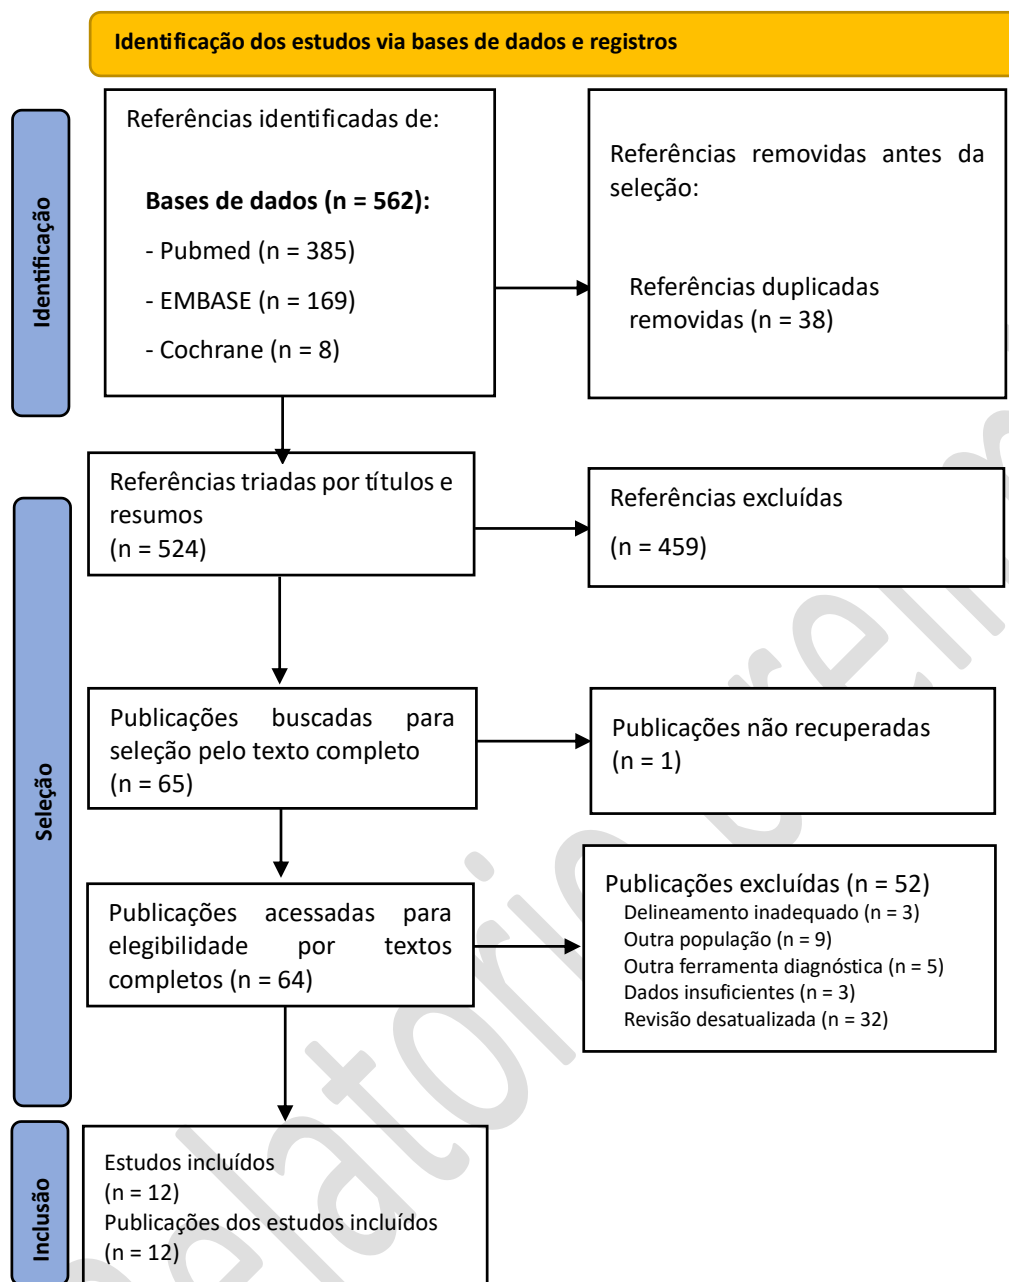 Identificação dos estudos via bases de dados e registros
Identificação
Referências identificadas de:
Bases de dados (n = 562):
- Pubmed (n = 385)
- EMBASE (n = 169)
- Cochrane (n = 8)
Referências removidas antes da
seleção:
Referências duplicadas
removidas (n = 38)
Seleção
Referências triadas por títulos e
resumos
(n = 524)
Referências excluídas
(n = 459)
Publicações buscadas para
seleção pelo texto completo
(n = 65)
Publicações não recuperadas
(n = 1)
Publicações acessadas para
elegibilidade por textos
completos (n = 64)
Publicações excluídas (n = 52)
Delineamento inadequado (n = 3)
Outra população (n = 9)
Outra ferramenta diagnóstica (n = 5)
Dados insuficientes (n = 3)
Revisão desatualizada (n = 32)
Inclusão
Estudos incluídos
(n = 12)
Publicações dos estudos incluídos
(n = 12)
Relatório